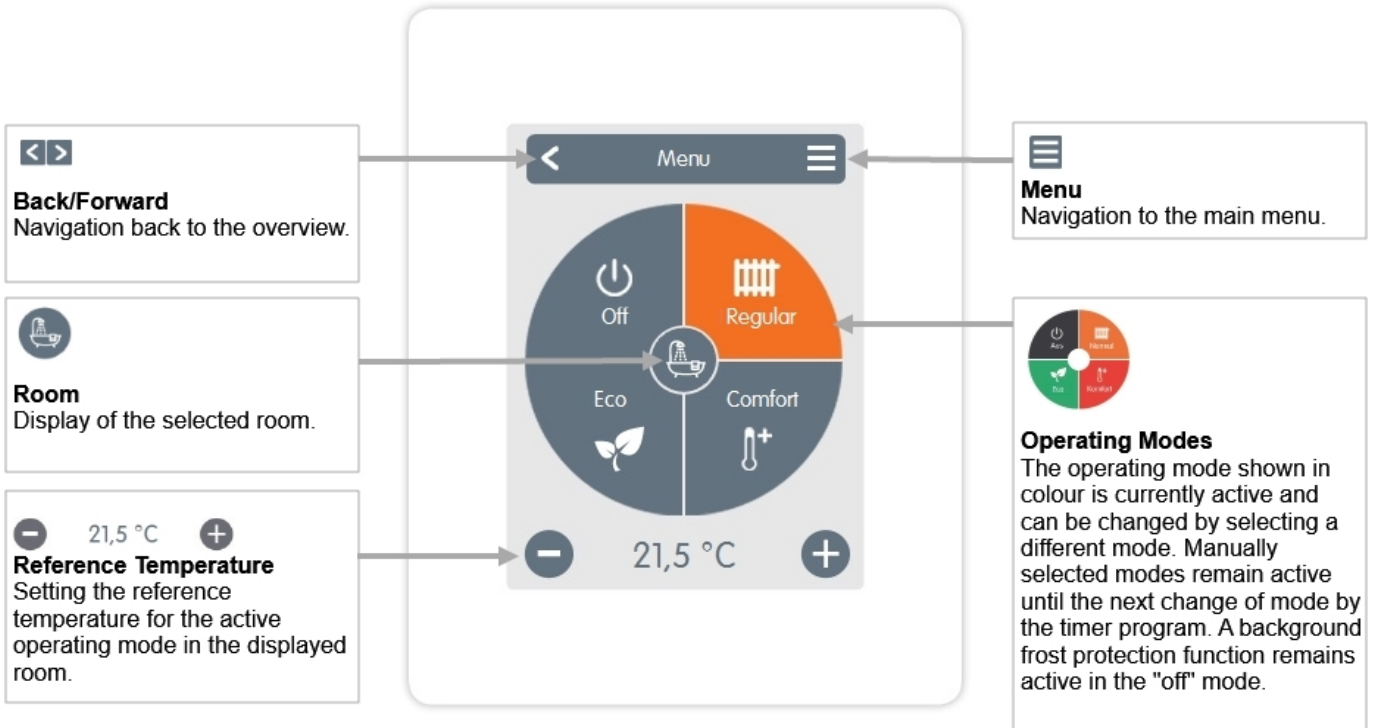 Back/Forward
Navigation back to the overview.
Room
Display of the selected room.
21,5 °C
Reference Temperature
Setting the reference
temperature for the active
operating mode in the displayed
room.
Menu
Off
Regular
Eco
Comfort
21,5 °C
Menu
Navigation to the main menu.
Aus
Normal
Eco
Komfort
Operating Modes
The operating mode shown in
colour is currently active and
can be changed by selecting a
different mode. Manually
selected modes remain active
until the next change of mode by
the timer program. A background
frost protection function remains
active in the "off" mode.